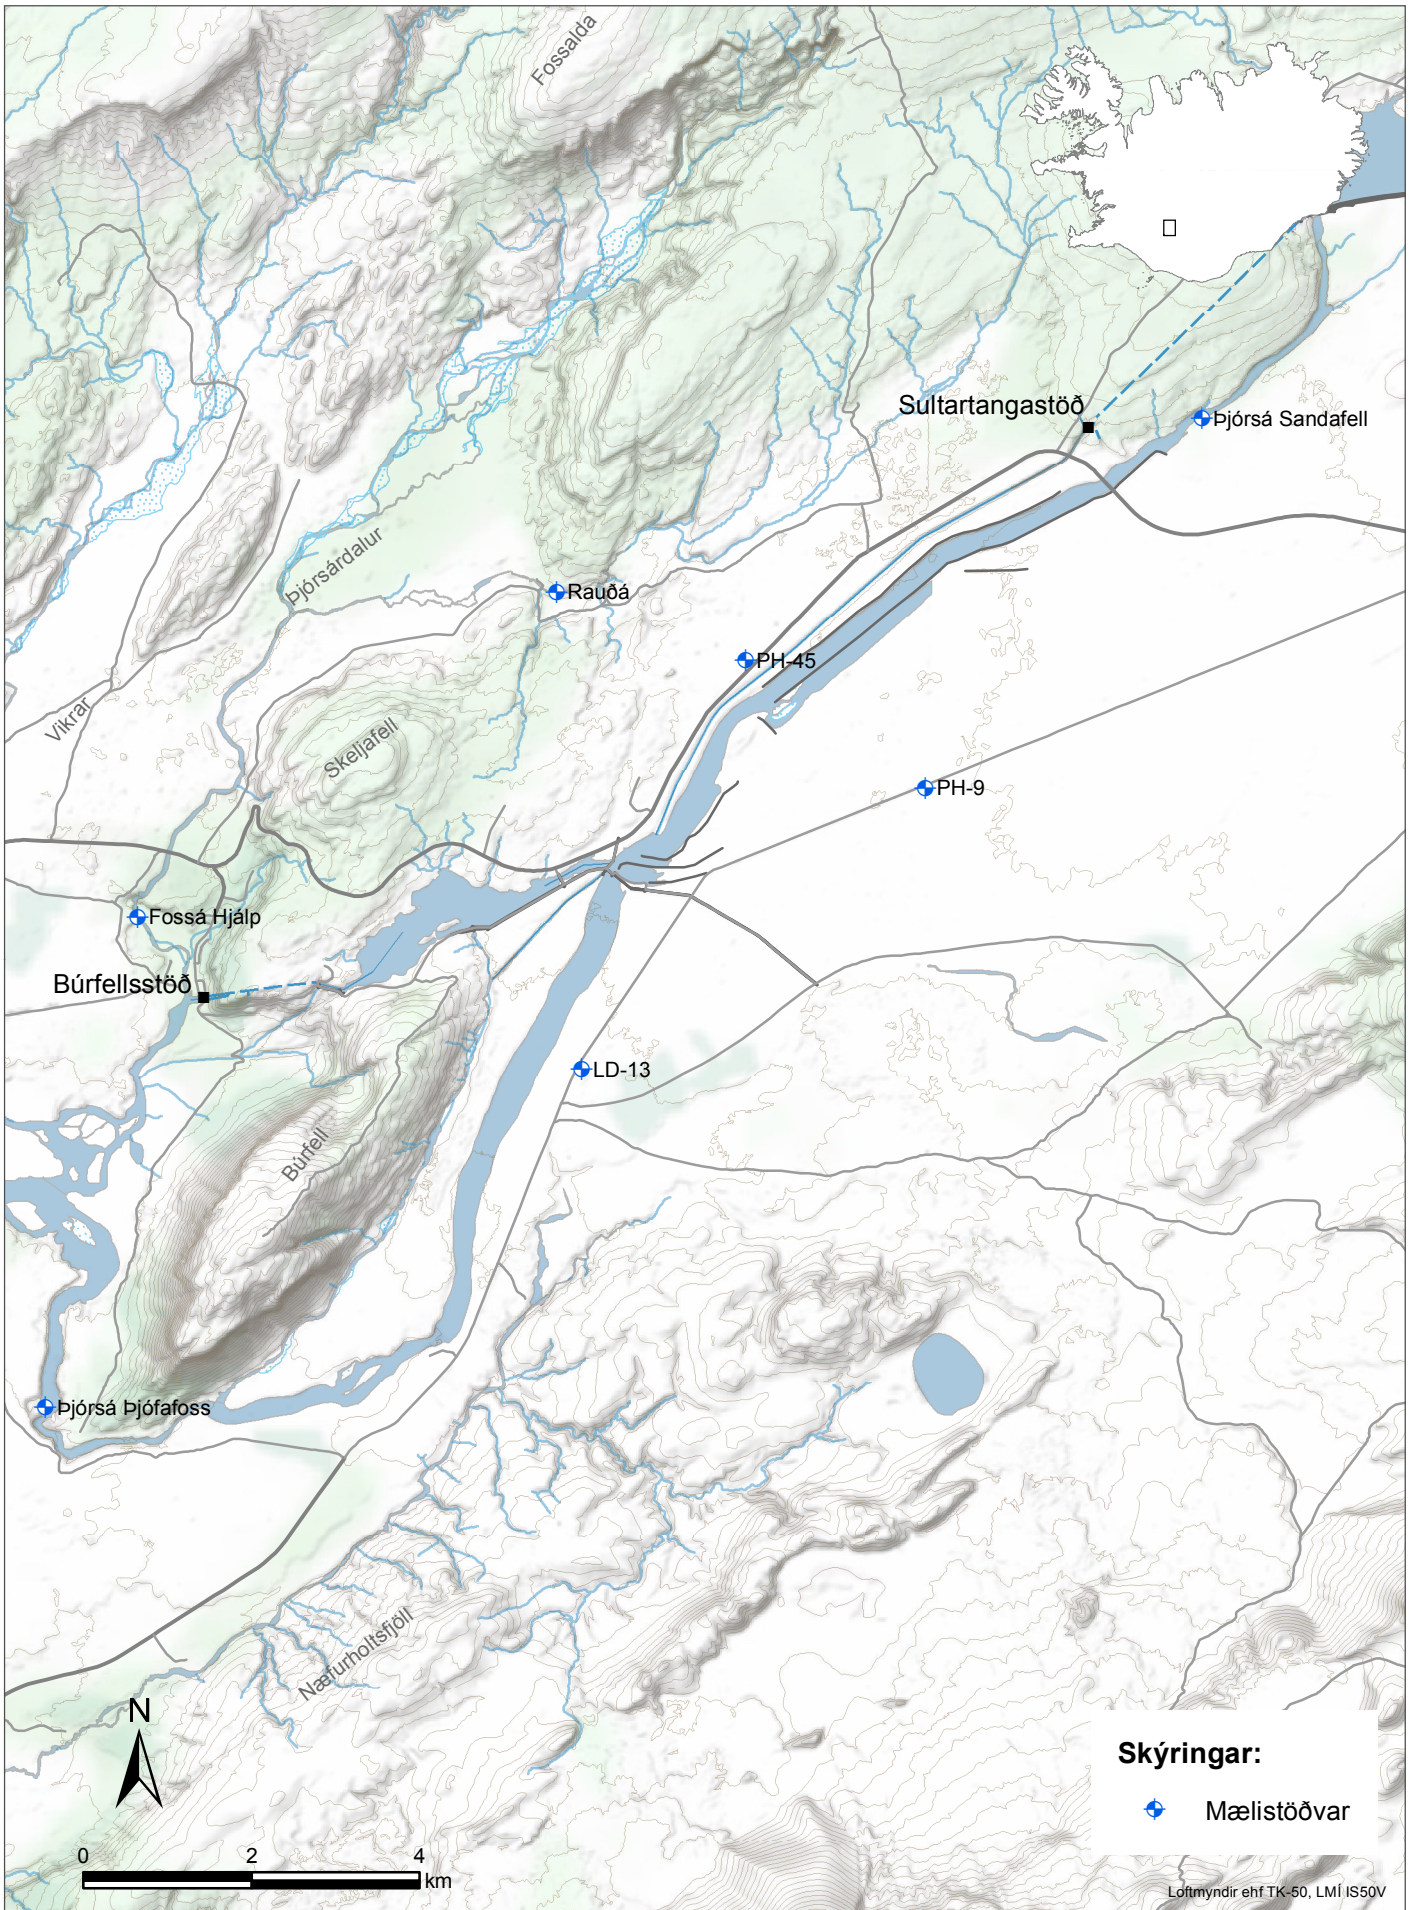 Fossalda
Sultartangastöð
Þjórsá Sandafell
Þjórsárdalur
Rauðá
PH-45
Vikrar
Skeljafell
PH-9
Fossá Hjálp
Búrfellsstöð
LD-13
Búrfell
Þjórsá Þjófafoss
Næfurholtsfjöll
N
0 2 4
km
Skýringar:
Mælistöðvar
Loftmyndir ehf TK-50, LMÍ IS50V